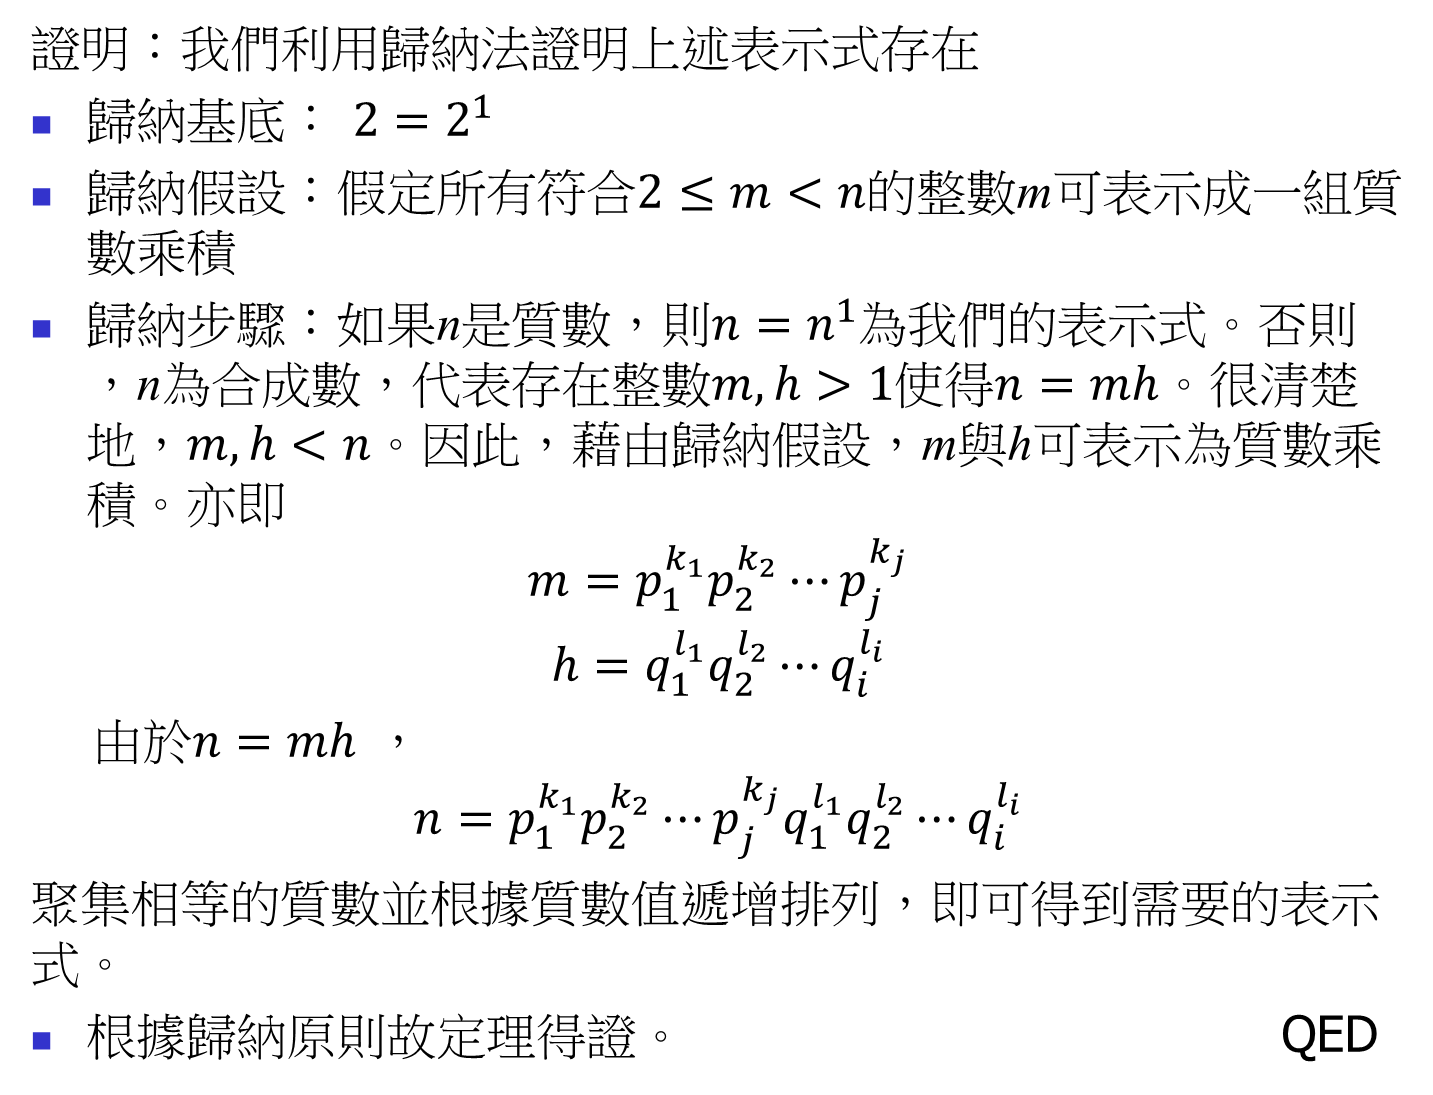 證明：我們利用歸納法證明上述表示式存在
▪ 歸納基底： 2 = 2¹
▪ 歸納假設：假定所有符合2 ≤ m < n的整數m可表示成一組質
數乘積
▪ 歸納步驟：如果n是質數，則n = n¹為我們的表示式。否則
，n為合成數，代表存在整數m, h > 1使得n = mh。很清楚
地，m, h < n。因此，藉由歸納假設，m與h可表示為質數乘
積。亦即
m = p_1^{k_1} p_2^{k_2} ⋯ p_j^{k_j}
h = q_1^{l_1} q_2^{l_2} ⋯ q_i^{l_i}
由於n = mh ，
n = p_1^{k_1} p_2^{k_2} ⋯ p_j^{k_j} q_1^{l_1} q_2^{l_2} ⋯ q_i^{l_i}
聚集相等的質數並根據質數值遞增排列，即可得到需要的表示
式。
▪ 根據歸納原則故定理得證。 QED